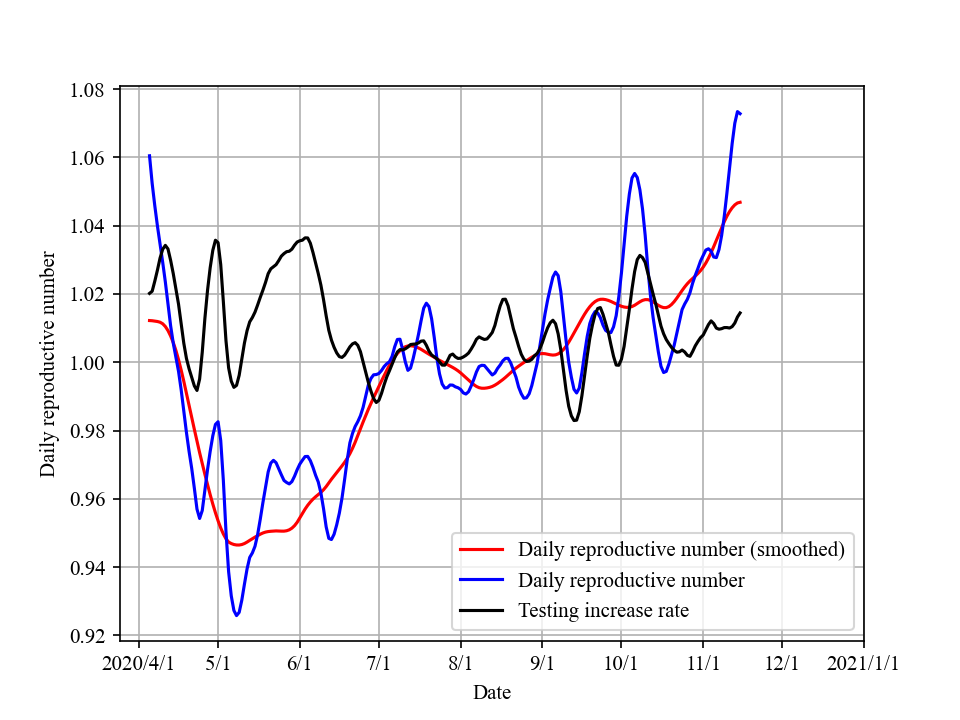 1.08
1.06
1.04
1.02
1.00
0.98
0.96
0.94
0.92
Daily reproductive number
Daily reproductive number (smoothed)
Daily reproductive number
Testing increase rate
2020/4/1 5/1 6/1 7/1 8/1 9/1 10/1 11/1 12/1 2021/1/1
Date